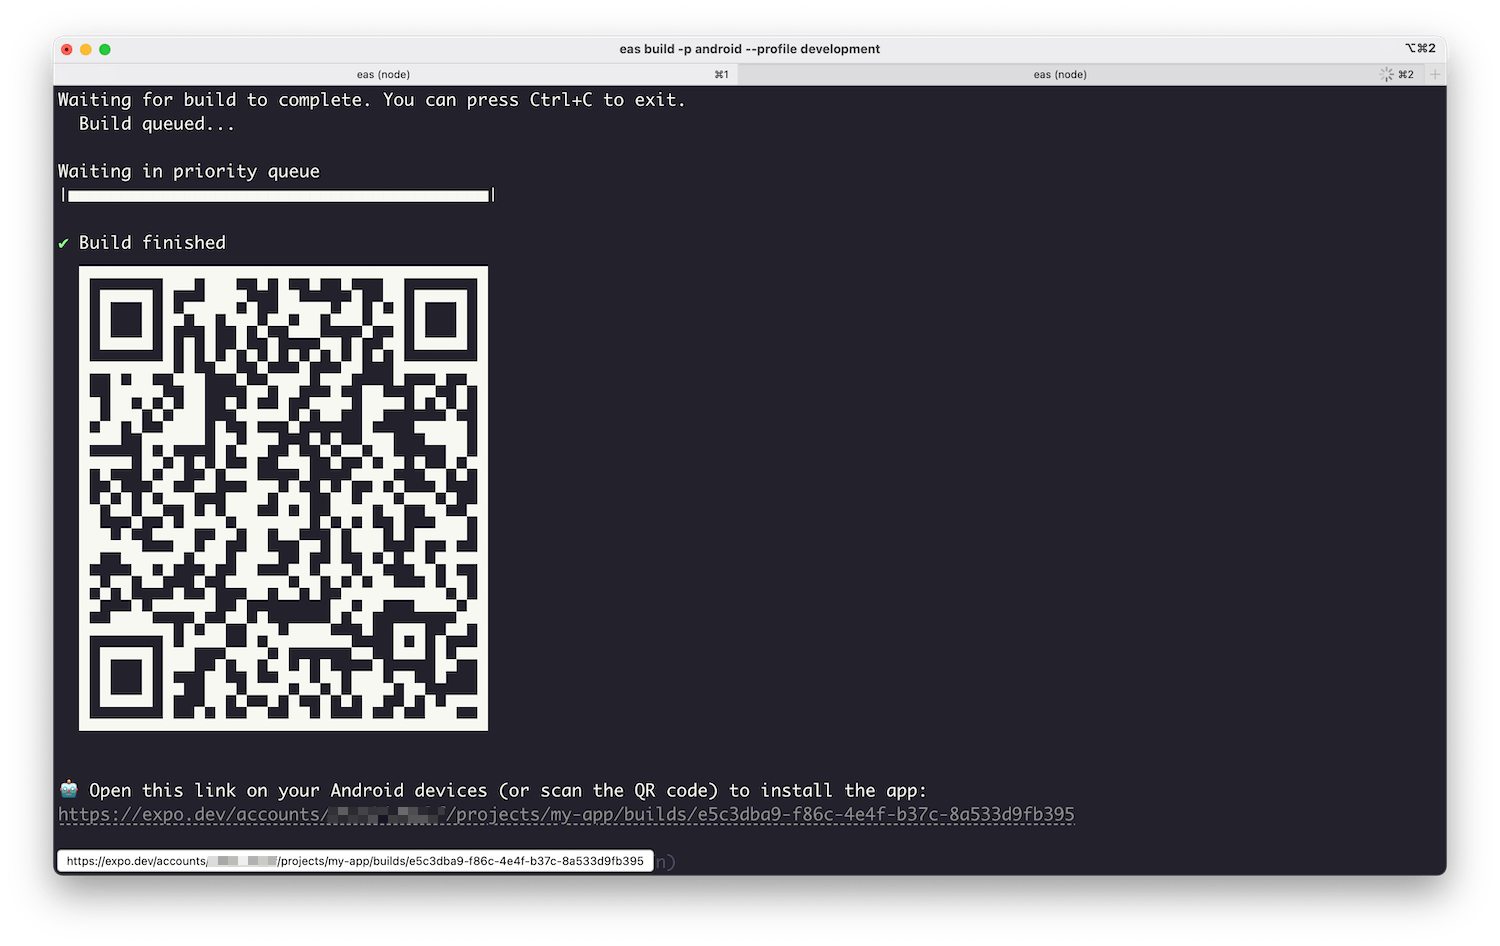 eas build -p android --profile development
⌥⌘2
eas (node) ⌘1
eas (node) ⌘2
Waiting for build to complete. You can press Ctrl+C to exit.
Build queued...
Waiting in priority queue
✔ Build finished
Open this link on your Android devices (or scan the QR code) to install the app:
https://expo.dev/accounts/ /projects/my-app/builds/e5c3dba9-f86c-4e4f-b37c-8a533d9fb395
https://expo.dev/accounts/ /projects/my-app/builds/e5c3dba9-f86c-4e4f-b37c-8a533d9fb395
n)